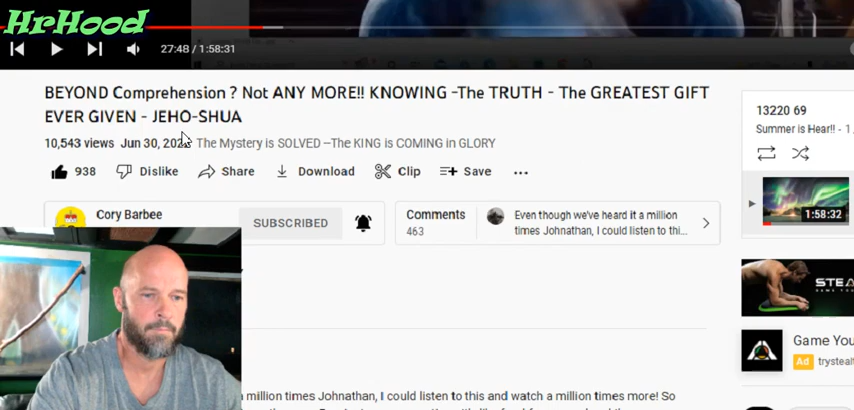 HrHood
27:48 / 1:58:31
BEYOND Comprehension ? Not ANY MORE!! KNOWING -The TRUTH - The GREATEST GIFT
EVER GIVEN - JEHO-SHUA
10,543 views Jun 30, The Mystery is SOLVED --The KING is COMING in GLORY
938 Dislike Share Download Clip Save ...
Cory Barbee
SUBSCRIBED
Comments
463
Even though we've heard it a million
times Johnathan, I could listen to thi...
13220 69
Summer is Hear!! - 1
1:58:32
STEA
Game You
Ad trysteal
million times Johnathan, I could listen to this and watch a million times more! So